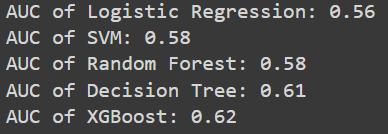 AUC of Logistic Regression: 0.56
AUC of SVM: 0.58
AUC of Random Forest: 0.58
AUC of Decision Tree: 0.61
AUC of XGBoost: 0.62